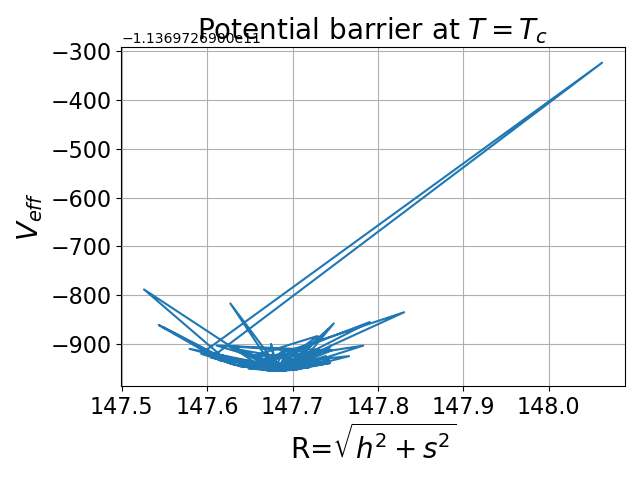 Potential barrier at $T = T_c$
−1.1369726900e11
−300
−400
−500
−600
−700
−800
−900
$V_{eff}$
147.5 147.6 147.7 147.8 147.9 148.0
R=$\sqrt{h^2 + s^2}$